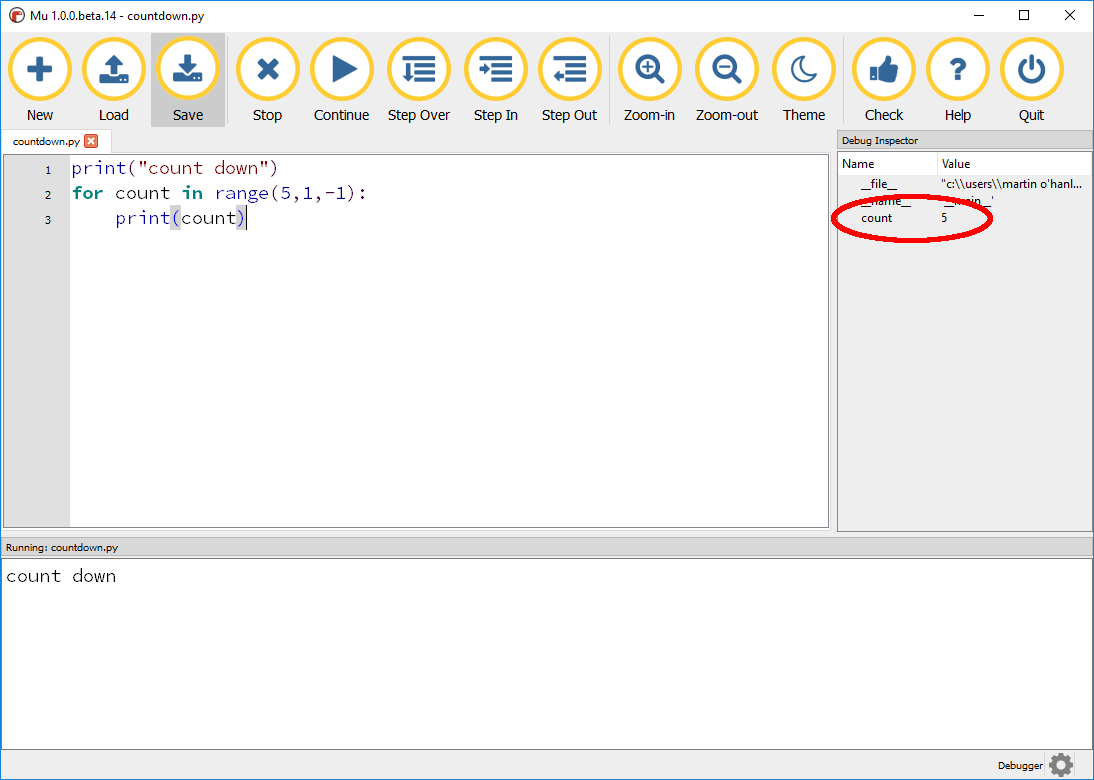 Mu 1.0.0.beta.14 - countdown.py
New Load Save Stop Continue Step Over Step In Step Out Zoom-in Zoom-out Theme Check Help Quit
countdown.py
1 print("count down")
2 for count in range(5,1,-1):
3 print(count)
Debug Inspector
Name Value
__file__ "c:\\users\\martin o'hanl...
__name__ '__main__'
count 5
Running: countdown.py
count down
Debugger